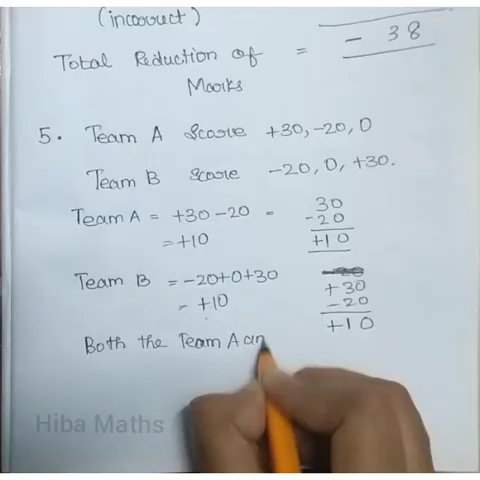 (incorrect)
Total Reduction of = - 38
Marks
5. Team A Score +30, -20, 0
Team B Score -20, 0, +30.
Team A = +30 - 20 = 30
-20
= +10 +10
Team B = -20+0+30 +30
= +10 -20
+10
Both the Team A an
Hiba Maths